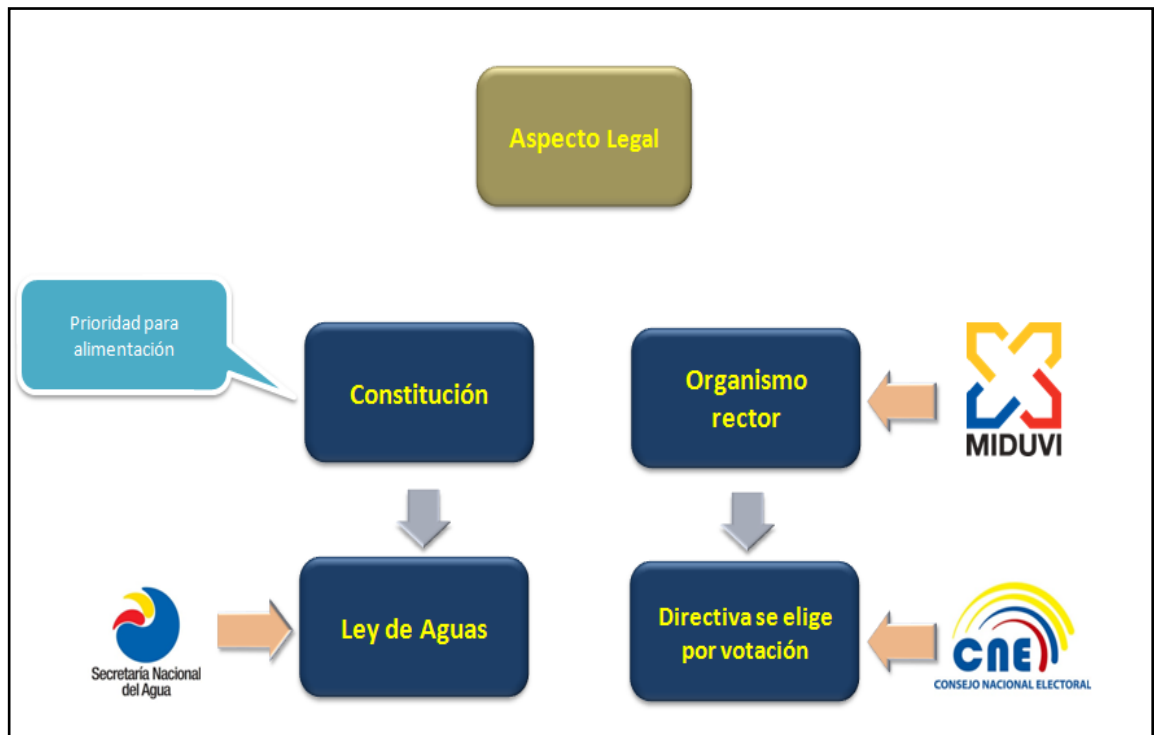 Aspecto Legal
Prioridad para
alimentación
Constitución
Organismo
rector
MIDUVI
Ley de Aguas
Secretaría Nacional
del Agua
Directiva se elige
por votación
CNE
CONSEJO NACIONAL ELECTORAL